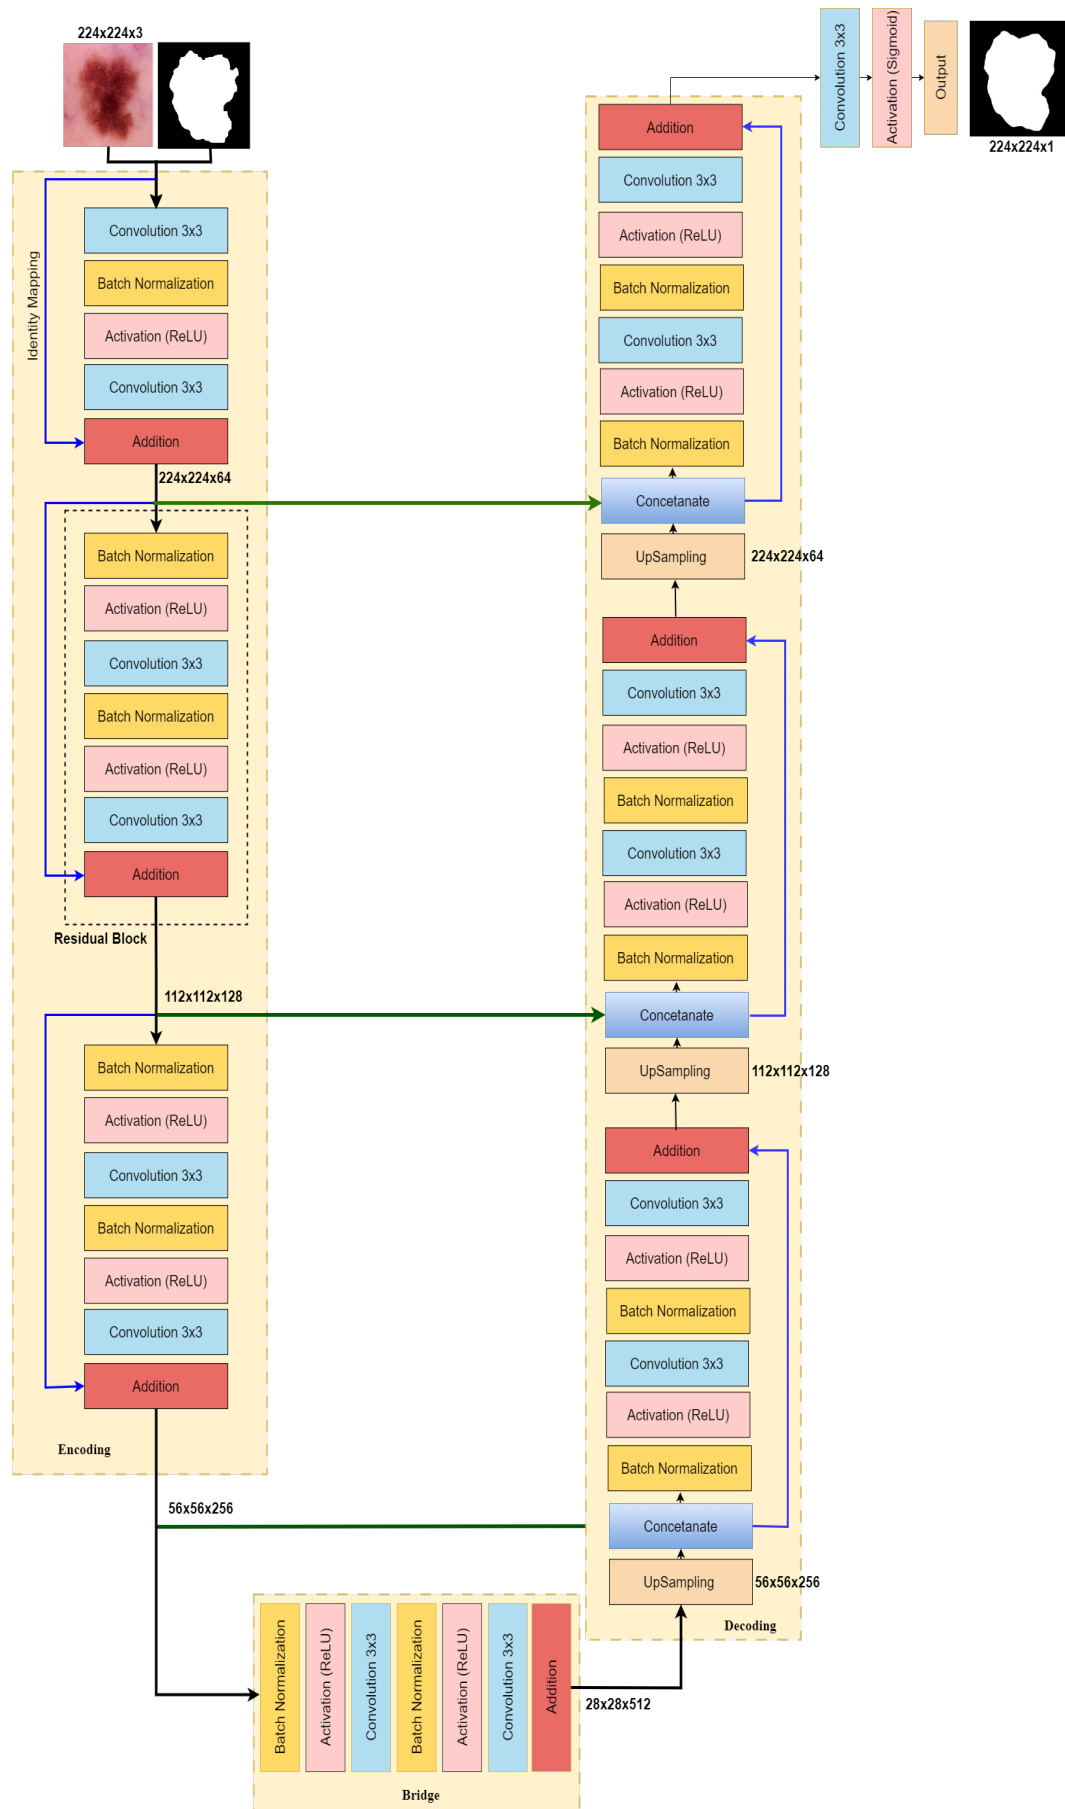 224x224x3
Identity Mapping
Convolution 3x3
Batch Normalization
Activation (ReLU)
Convolution 3x3
Addition
224x224x64
Batch Normalization
Activation (ReLU)
Convolution 3x3
Batch Normalization
Activation (ReLU)
Convolution 3x3
Addition
Residual Block
112x112x128
Batch Normalization
Activation (ReLU)
Convolution 3x3
Batch Normalization
Activation (ReLU)
Convolution 3x3
Addition
Encoding
56x56x256
Batch Normalization
Activation (ReLU)
Convolution 3x3
Batch Normalization
Activation (ReLU)
Convolution 3x3
Addition
Bridge
28x28x512
Addition
Convolution 3x3
Activation (ReLU)
Batch Normalization
Convolution 3x3
Activation (ReLU)
Batch Normalization
Concetanate
UpSampling
224x224x64
Addition
Convolution 3x3
Activation (ReLU)
Batch Normalization
Convolution 3x3
Activation (ReLU)
Batch Normalization
Concetanate
UpSampling
112x112x128
Addition
Convolution 3x3
Activation (ReLU)
Batch Normalization
Convolution 3x3
Activation (ReLU)
Batch Normalization
Concetanate
UpSampling
56x56x256
Decoding
Convolution 3x3
Activation (Sigmoid)
Output
224x224x1